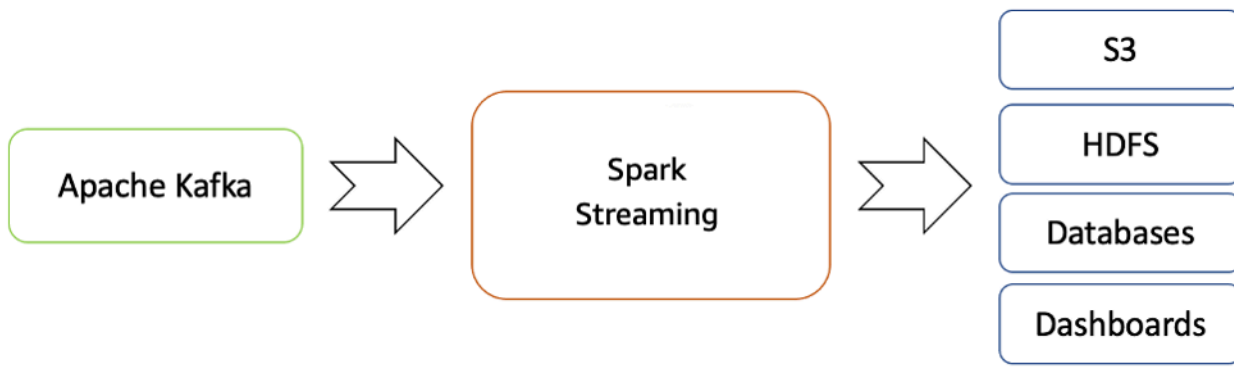 Apache Kafka
Spark
Streaming
S3
HDFS
Databases
Dashboards